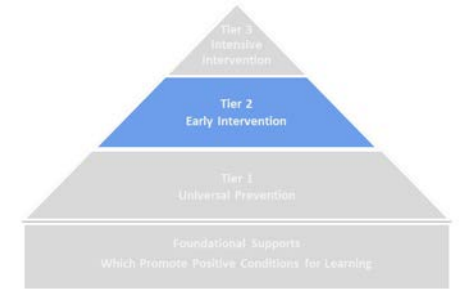 Tier 3
Intensive
Intervention
Tier 2
Early Intervention
Tier 1
Universal Prevention
Foundational Supports
Which Promote Positive Conditions for Learning